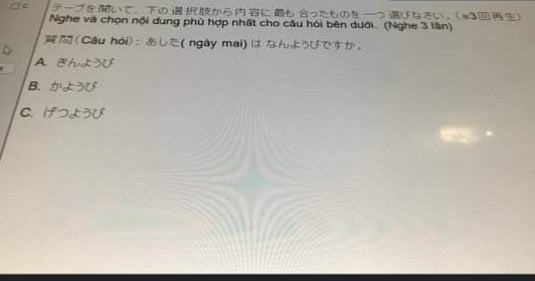 テープを聞いて、下の選択肢から内容に最も合ったものを一つ選びなさい。(※3回再生)
Nghe và chọn nội dung phù hợp nhất cho câu hỏi bên dưới. (Nghe 3 lần)
質問(Câu hỏi): あした( ngày mai) は なんようびですか。
A. きんようび
B. かようび
C. げつようび